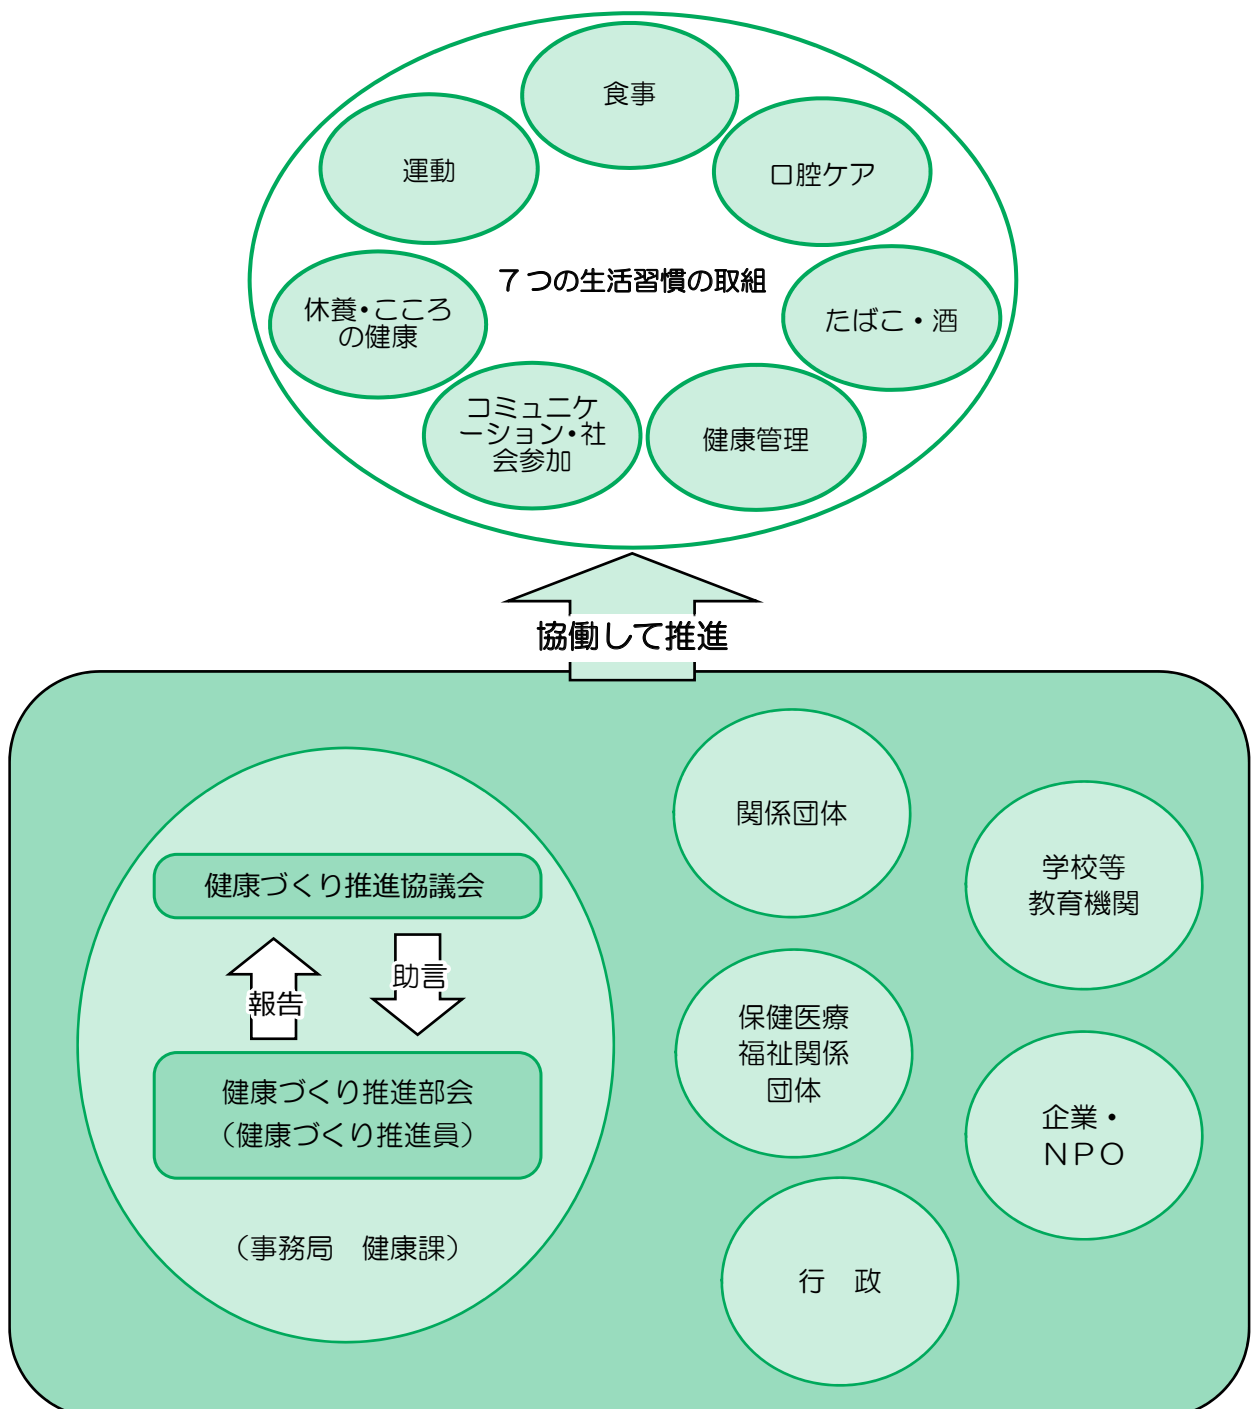 食事
運動
口腔ケア
７つの生活習慣の取組
休養・こころ
の健康
たばこ・酒
コミュニケ
ーション・社
会参加
健康管理
協働して推進
関係団体
学校等
教育機関
健康づくり推進協議会
報告
助言
保健医療
福祉関係
団体
健康づくり推進部会
（健康づくり推進員）
企業・
ＮＰＯ
（事務局　健康課）
行　政